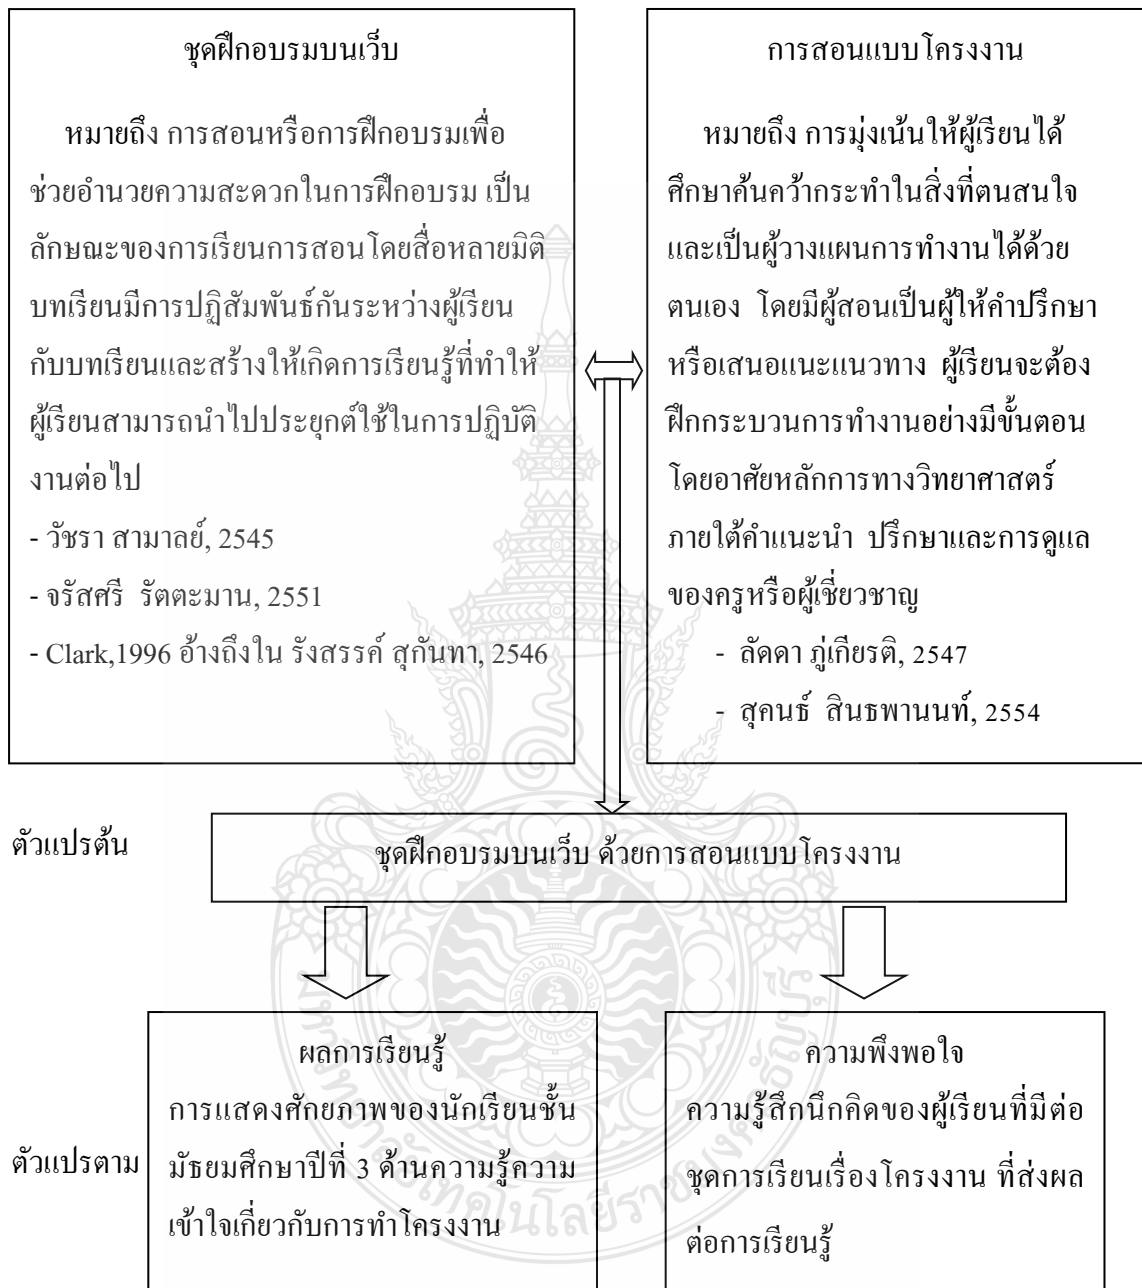 ชุดฝึกอบรมบนเว็บ
หมายถึง การสอนหรือการฝึกอบรมเพื่อ
ช่วยอำนวยความสะดวกในการฝึกอบรม เป็น
ลักษณะของการเรียนการสอนโดยสื่อหลายมิติ
บทเรียนมีการปฏิสัมพันธ์กันระหว่างผู้เรียน
กับบทเรียนและสร้างให้เกิดการเรียนรู้ที่ทำให้
ผู้เรียนสามารถนำไปประยุกต์ใช้ในการปฏิบัติ
งานต่อไป
- วัชรา สามาลย์, 2545
- จรัสศรี รัตตะมาน, 2551
- Clark,1996 อ้างถึงใน รังสรรค์ สุกันทา, 2546
การสอนแบบโครงงาน
หมายถึง การมุ่งเน้นให้ผู้เรียนได้
ศึกษาค้นคว้ากระทำในสิ่งที่ตนสนใจ
และเป็นผู้วางแผนการทำงานได้ด้วย
ตนเอง โดยมีผู้สอนเป็นผู้ให้คำปรึกษา
หรือเสนอแนะแนวทาง ผู้เรียนจะต้อง
ฝึกกระบวนการทำงานอย่างมีขั้นตอน
โดยอาศัยหลักการทางวิทยาศาสตร์
ภายใต้คำแนะนำ ปรึกษาและการดูแล
ของครูหรือผู้เชี่ยวชาญ
- ลัดดา ภู่เกียรติ, 2547
- สุคนธ์ สินธพานนท์, 2554
ตัวแปรต้น
ชุดฝึกอบรมบนเว็บ ด้วยการสอนแบบโครงงาน
ตัวแปรตาม
ผลการเรียนรู้
การแสดงศักยภาพของนักเรียนชั้น
มัธยมศึกษาปีที่ 3 ด้านความรู้ความ
เข้าใจเกี่ยวกับการทำโครงงาน
ความพึงพอใจ
ความรู้สึกนึกคิดของผู้เรียนที่มีต่อ
ชุดการเรียนเรื่องโครงงาน ที่ส่งผล
ต่อการเรียนรู้
มหาวิทยาลัยเทคโนโลยีราชมงคลธัญบุรี